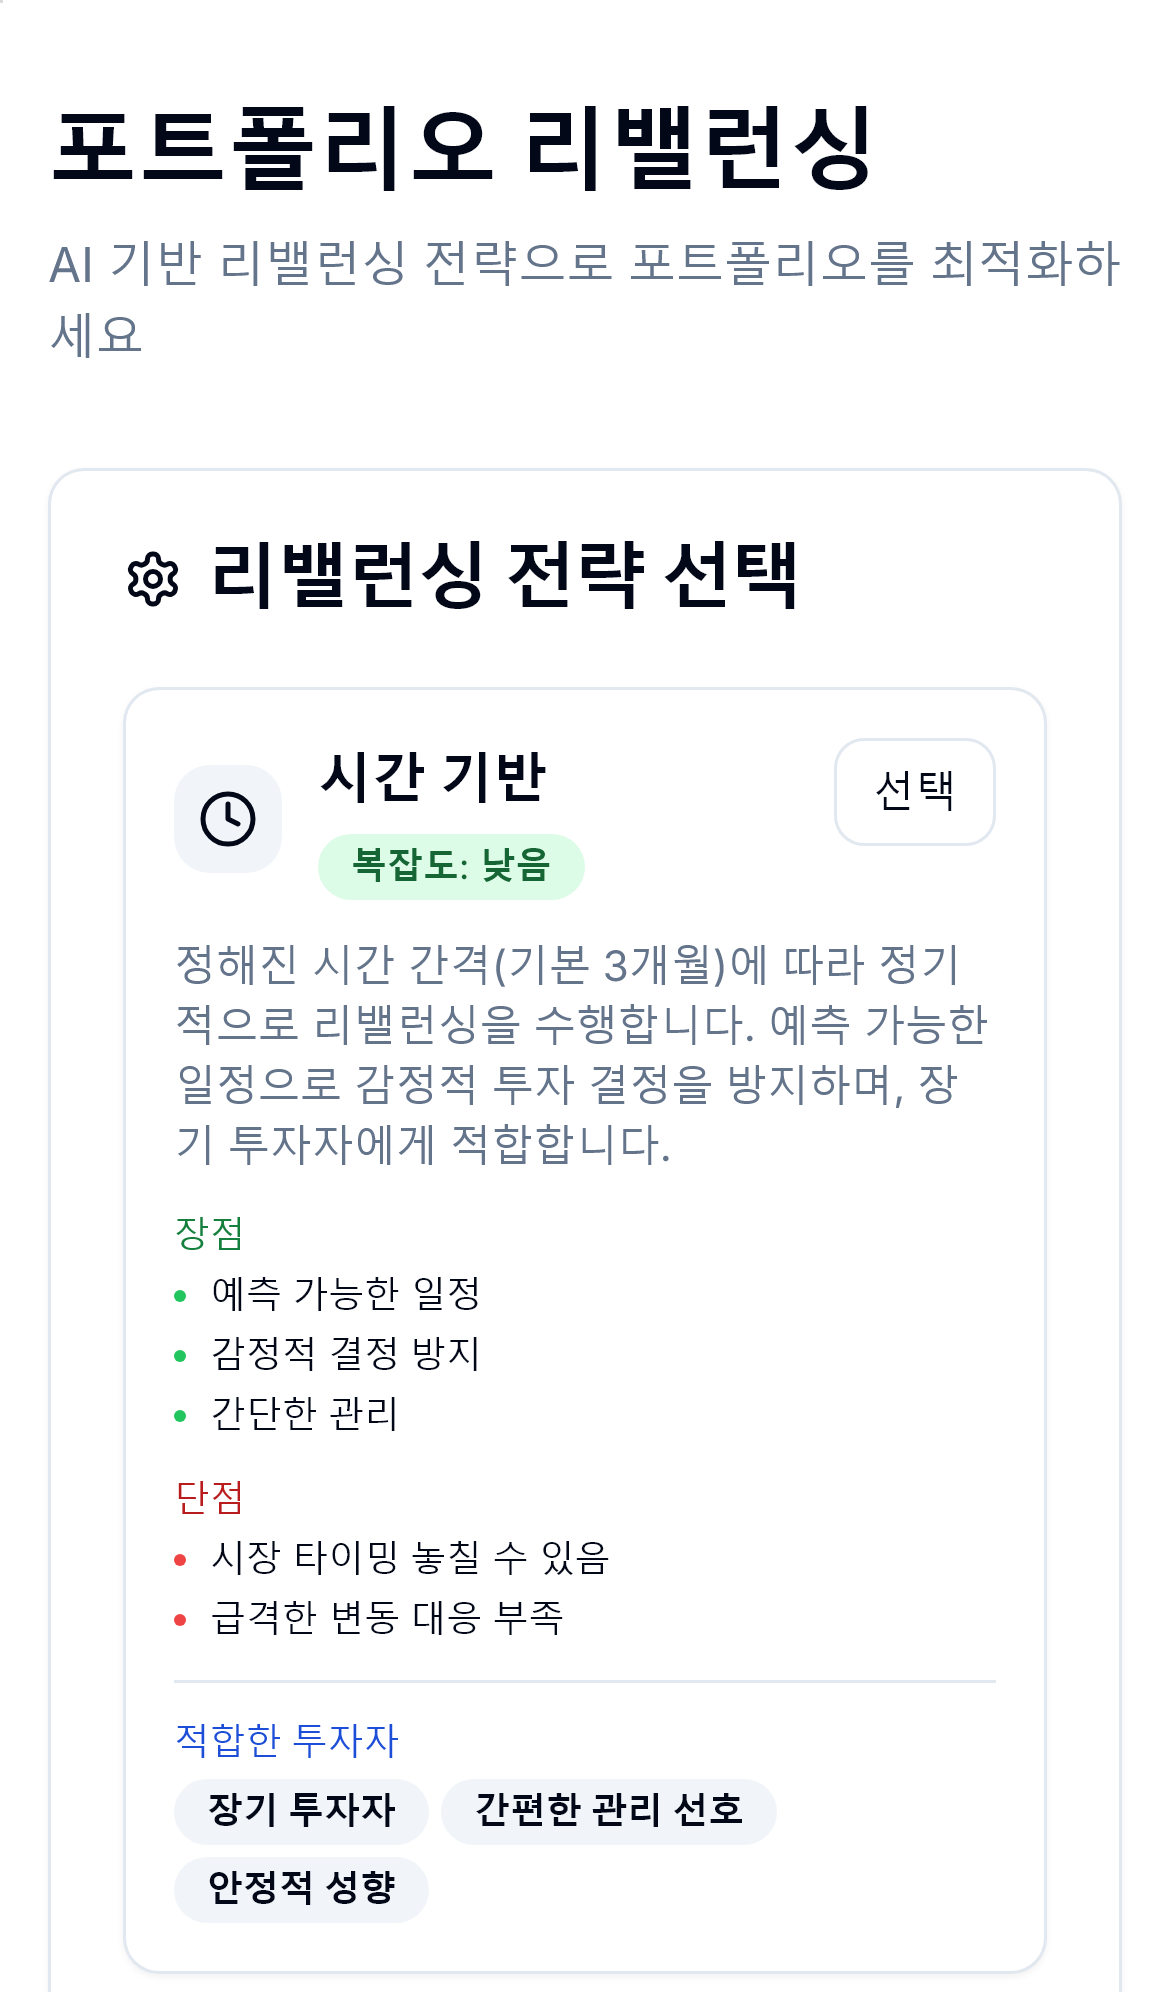 포트폴리오 리밸런싱
AI 기반 리밸런싱 전략으로 포트폴리오를 최적화하
세요
리밸런싱 전략 선택
시간 기반
선택
복잡도: 낮음
정해진 시간 간격(기본 3개월)에 따라 정기
적으로 리밸런싱을 수행합니다. 예측 가능한
일정으로 감정적 투자 결정을 방지하며, 장
기 투자자에게 적합합니다.
장점
예측 가능한 일정
감정적 결정 방지
간단한 관리
단점
시장 타이밍 놓칠 수 있음
급격한 변동 대응 부족
적합한 투자자
장기 투자자
간편한 관리 선호
안정적 성향